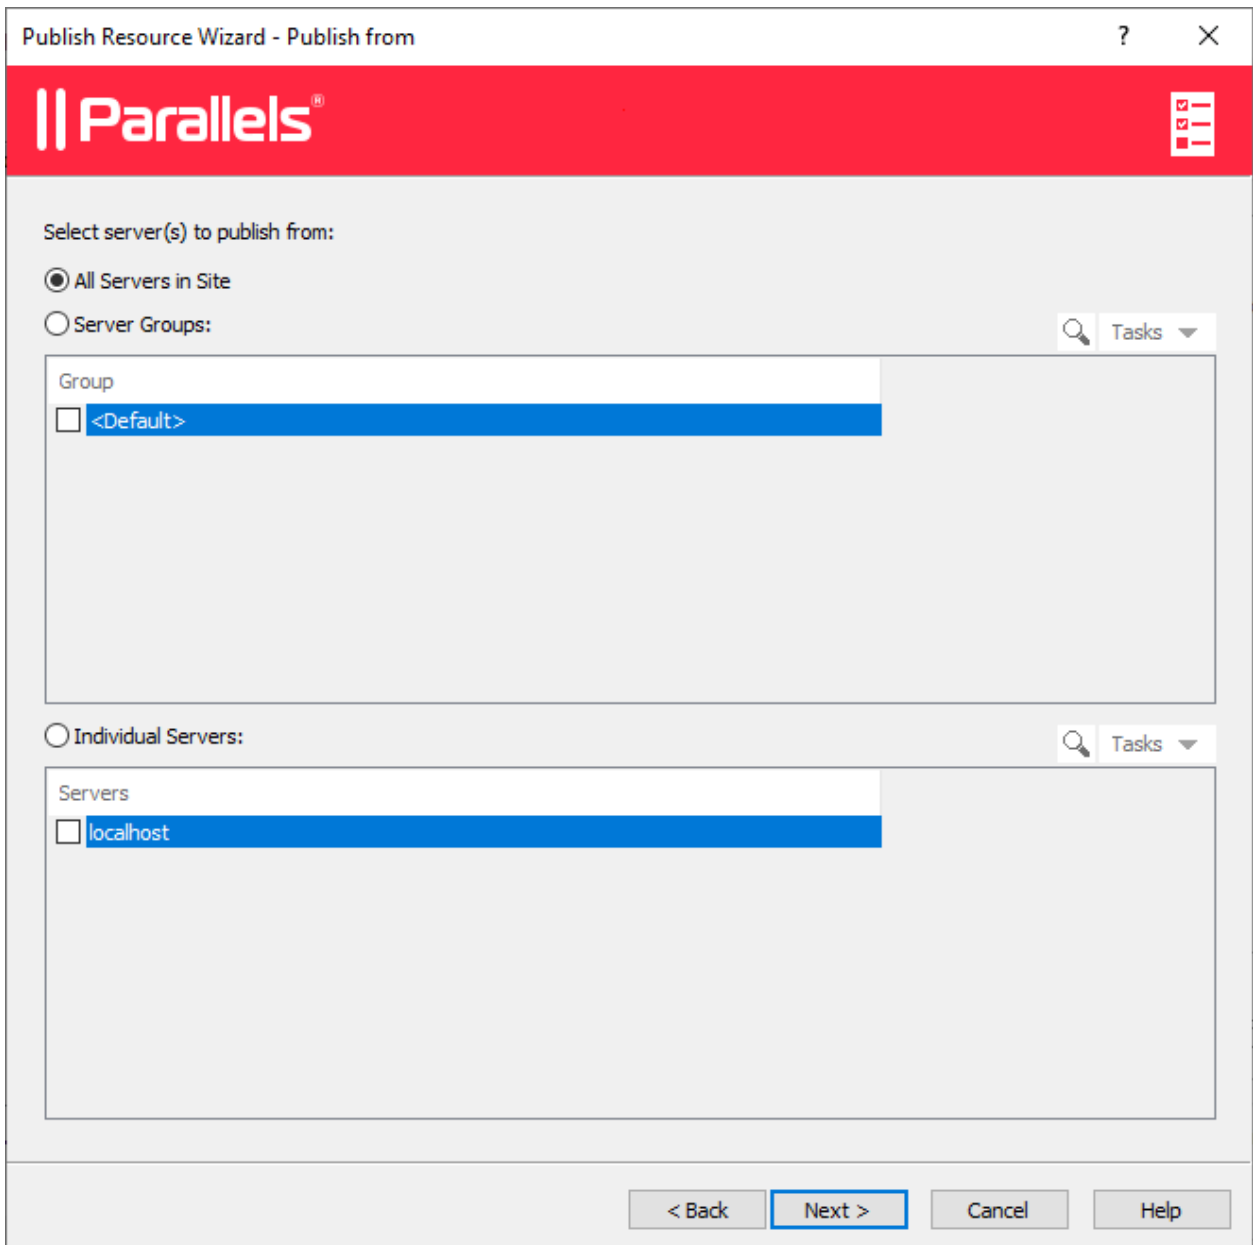 Publish Resource Wizard - Publish from ?
Parallels®
Select server(s) to publish from:
All Servers in Site
Server Groups:
Tasks
Group
<Default>
Individual Servers:
Tasks
Servers
localhost
< Back Next > Cancel Help